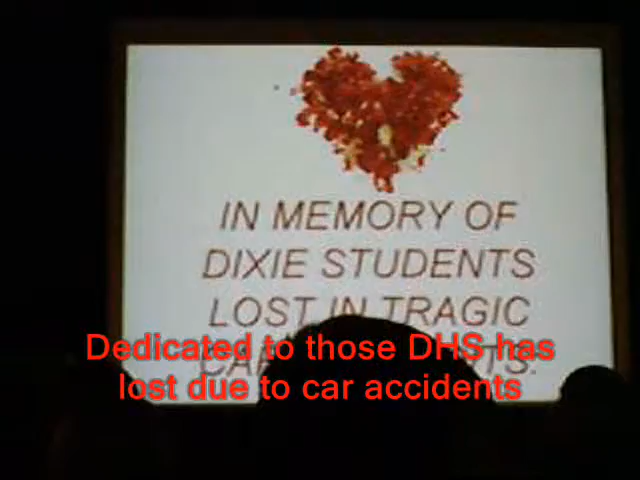 IN MEMORY OF
DIXIE STUDENTS
LOST IN TRAGIC
Dedicated to those DHS has
lost due to car accidents